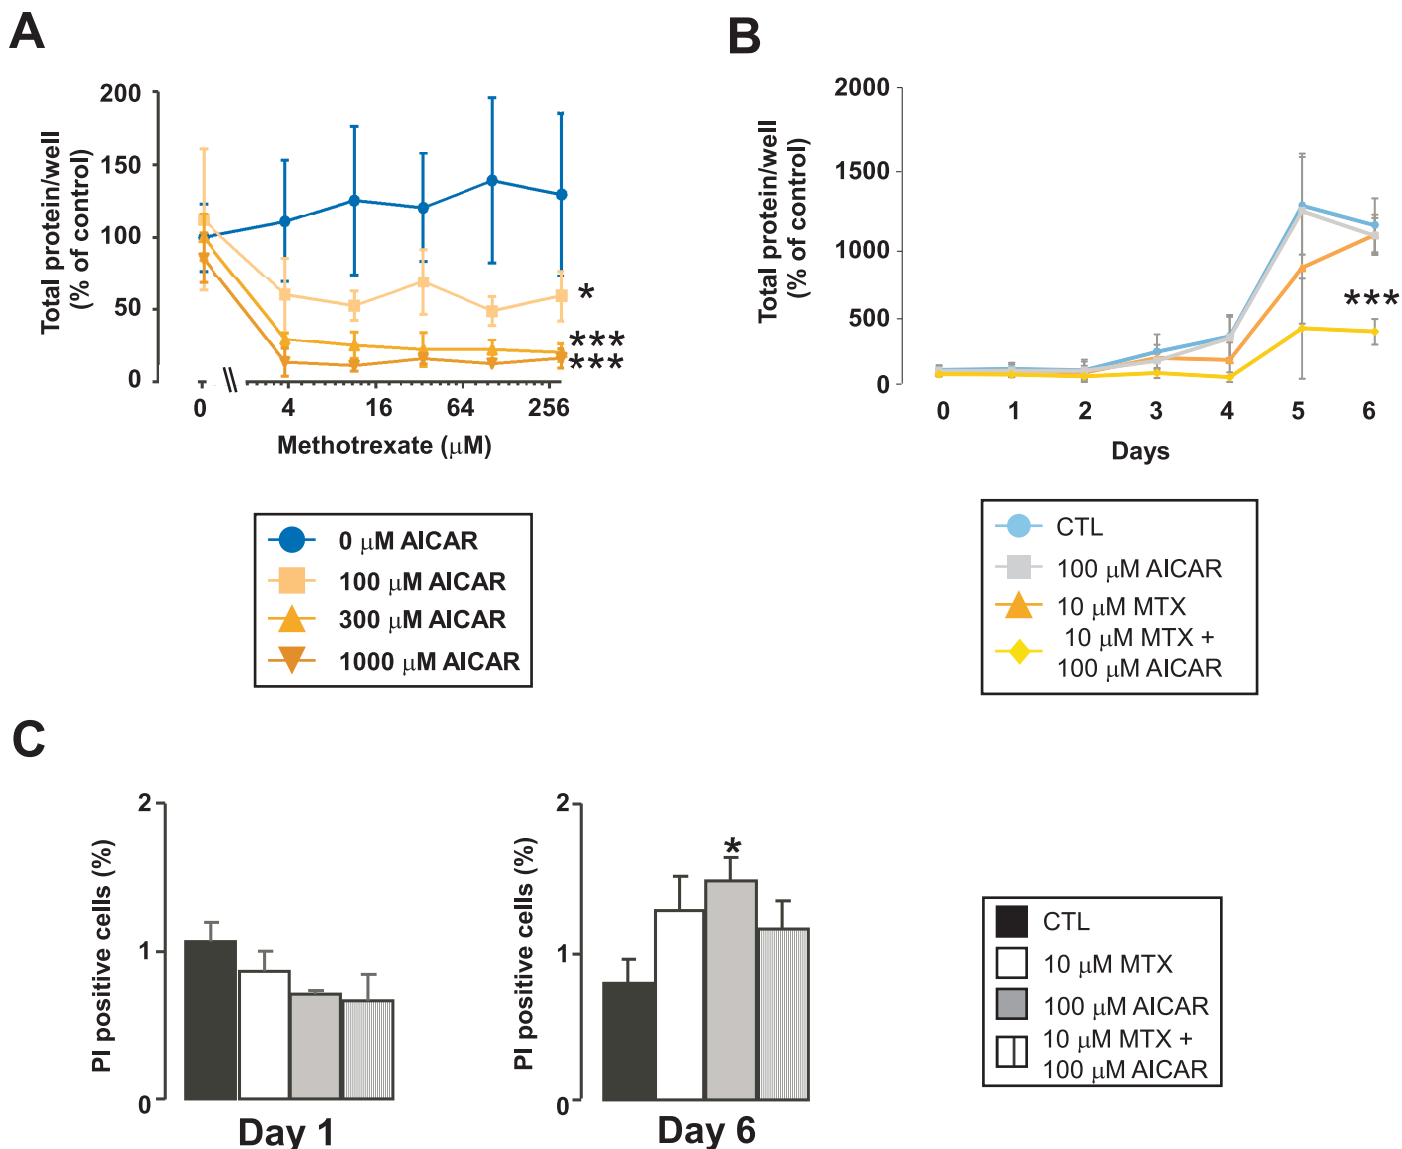 A
Total protein/well
(% of control)
200
150
100
50
0
0 4 16 64 256
Methotrexate (μM)
*
***
***
0 μM AICAR
100 μM AICAR
300 μM AICAR
1000 μM AICAR
B
Total protein/well
(% of control)
2000
1500
1000
500
0
0 1 2 3 4 5 6
Days
***
CTL
100 μM AICAR
10 μM MTX
10 μM MTX +
100 μM AICAR
C
PI positive cells (%)
2
1
0
Day 1
PI positive cells (%)
2
1
0
*
Day 6
CTL
10 μM MTX
100 μM AICAR
10 μM MTX +
100 μM AICAR